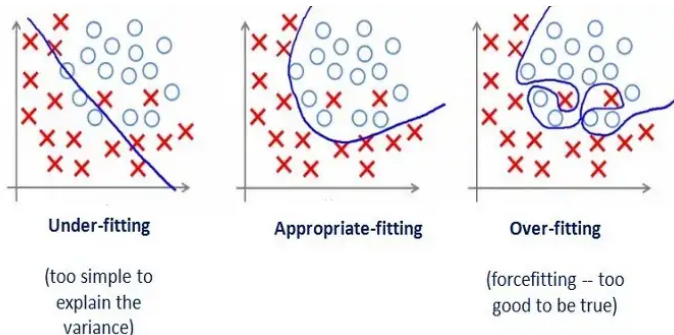 Under-fitting
Appropriate-fitting
Over-fitting
(too simple to
explain the
variance)
(forcefitting -- too
good to be true)